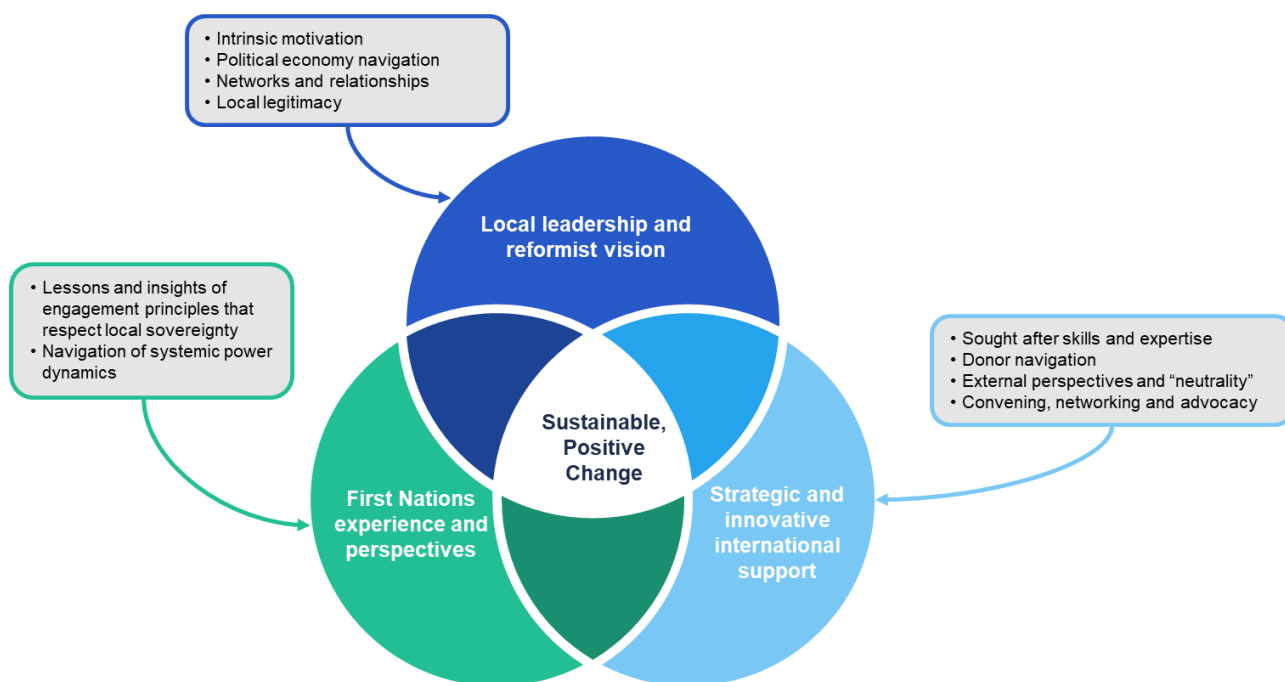 • Intrinsic motivation
• Political economy navigation
• Networks and relationships
• Local legitimacy
Local leadership and
reformist vision
• Lessons and insights of
engagement principles that
respect local sovereignty
• Navigation of systemic power
dynamics
• Sought after skills and expertise
• Donor navigation
• External perspectives and “neutrality”
• Convening, networking and advocacy
Sustainable,
Positive
Change
First Nations
experience and
perspectives
Strategic and
innovative
international
support